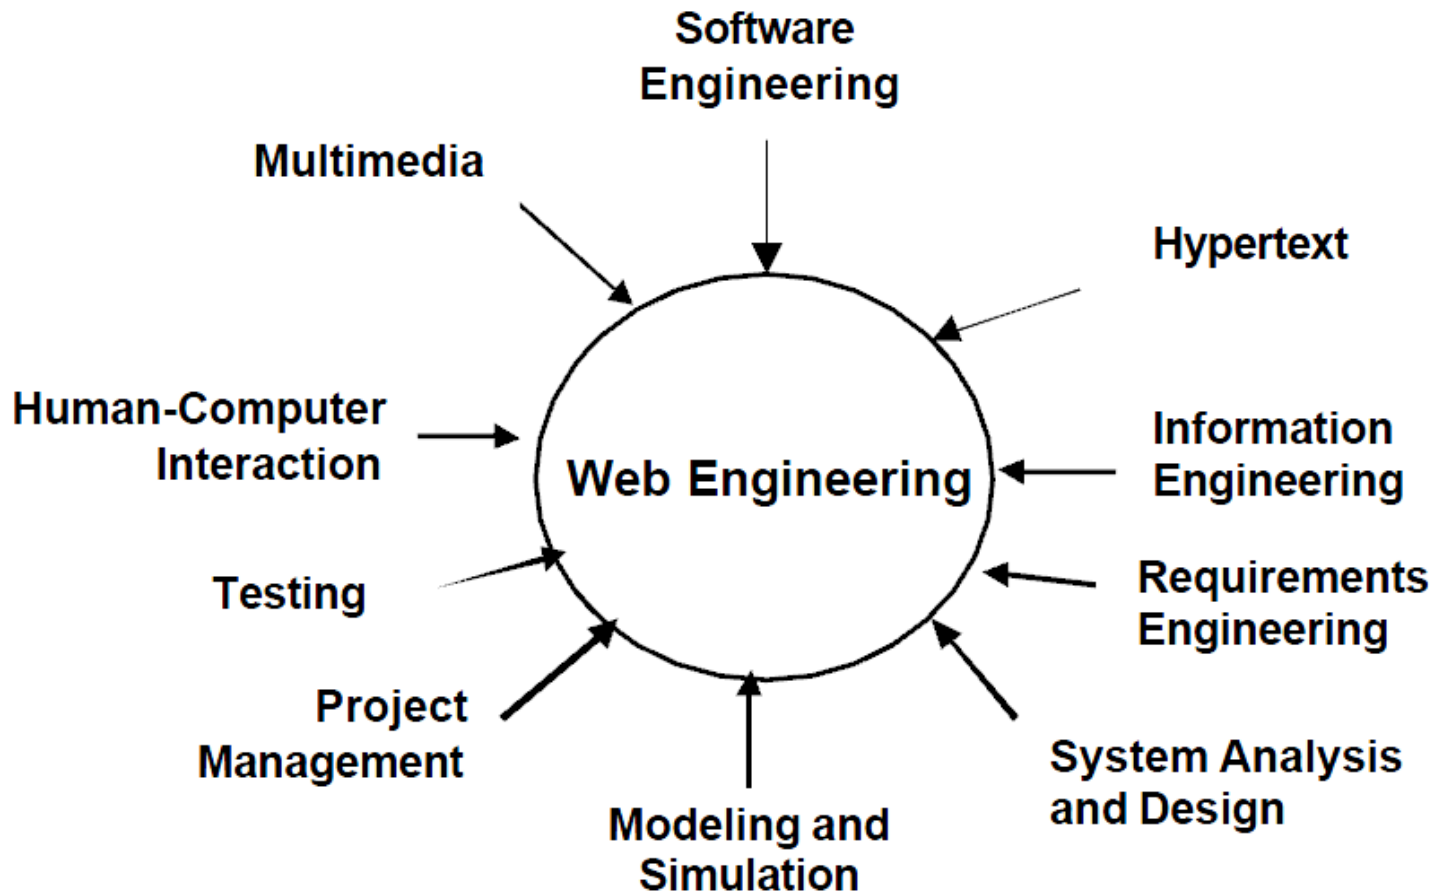 Software
Engineering
Multimedia
Hypertext
Human-Computer
Interaction
Information
Engineering
Web Engineering
Testing
Requirements
Engineering
Project
Management
System Analysis
and Design
Modeling and
Simulation